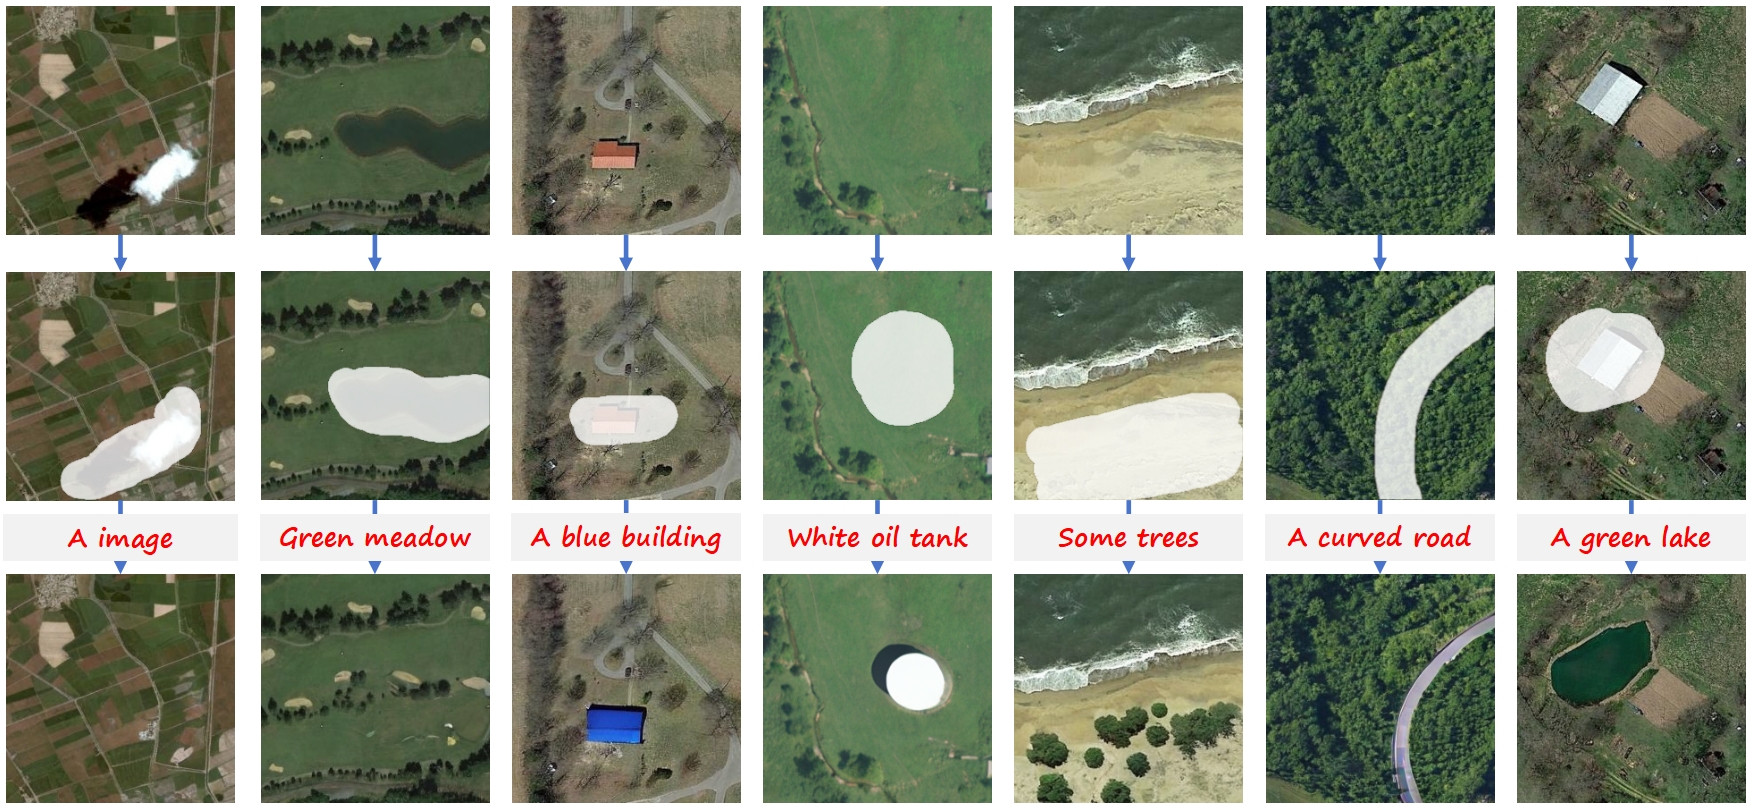 A image
Green meadow
A blue building
White oil tank
Some trees
A curved road
A green lake